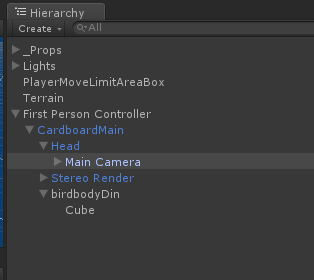 Hierarchy
Create All
_Props
Lights
PlayerMoveLimitAreaBox
Terrain
First Person Controller
CardboardMain
Head
Main Camera
Stereo Render
birdbodyDin
Cube